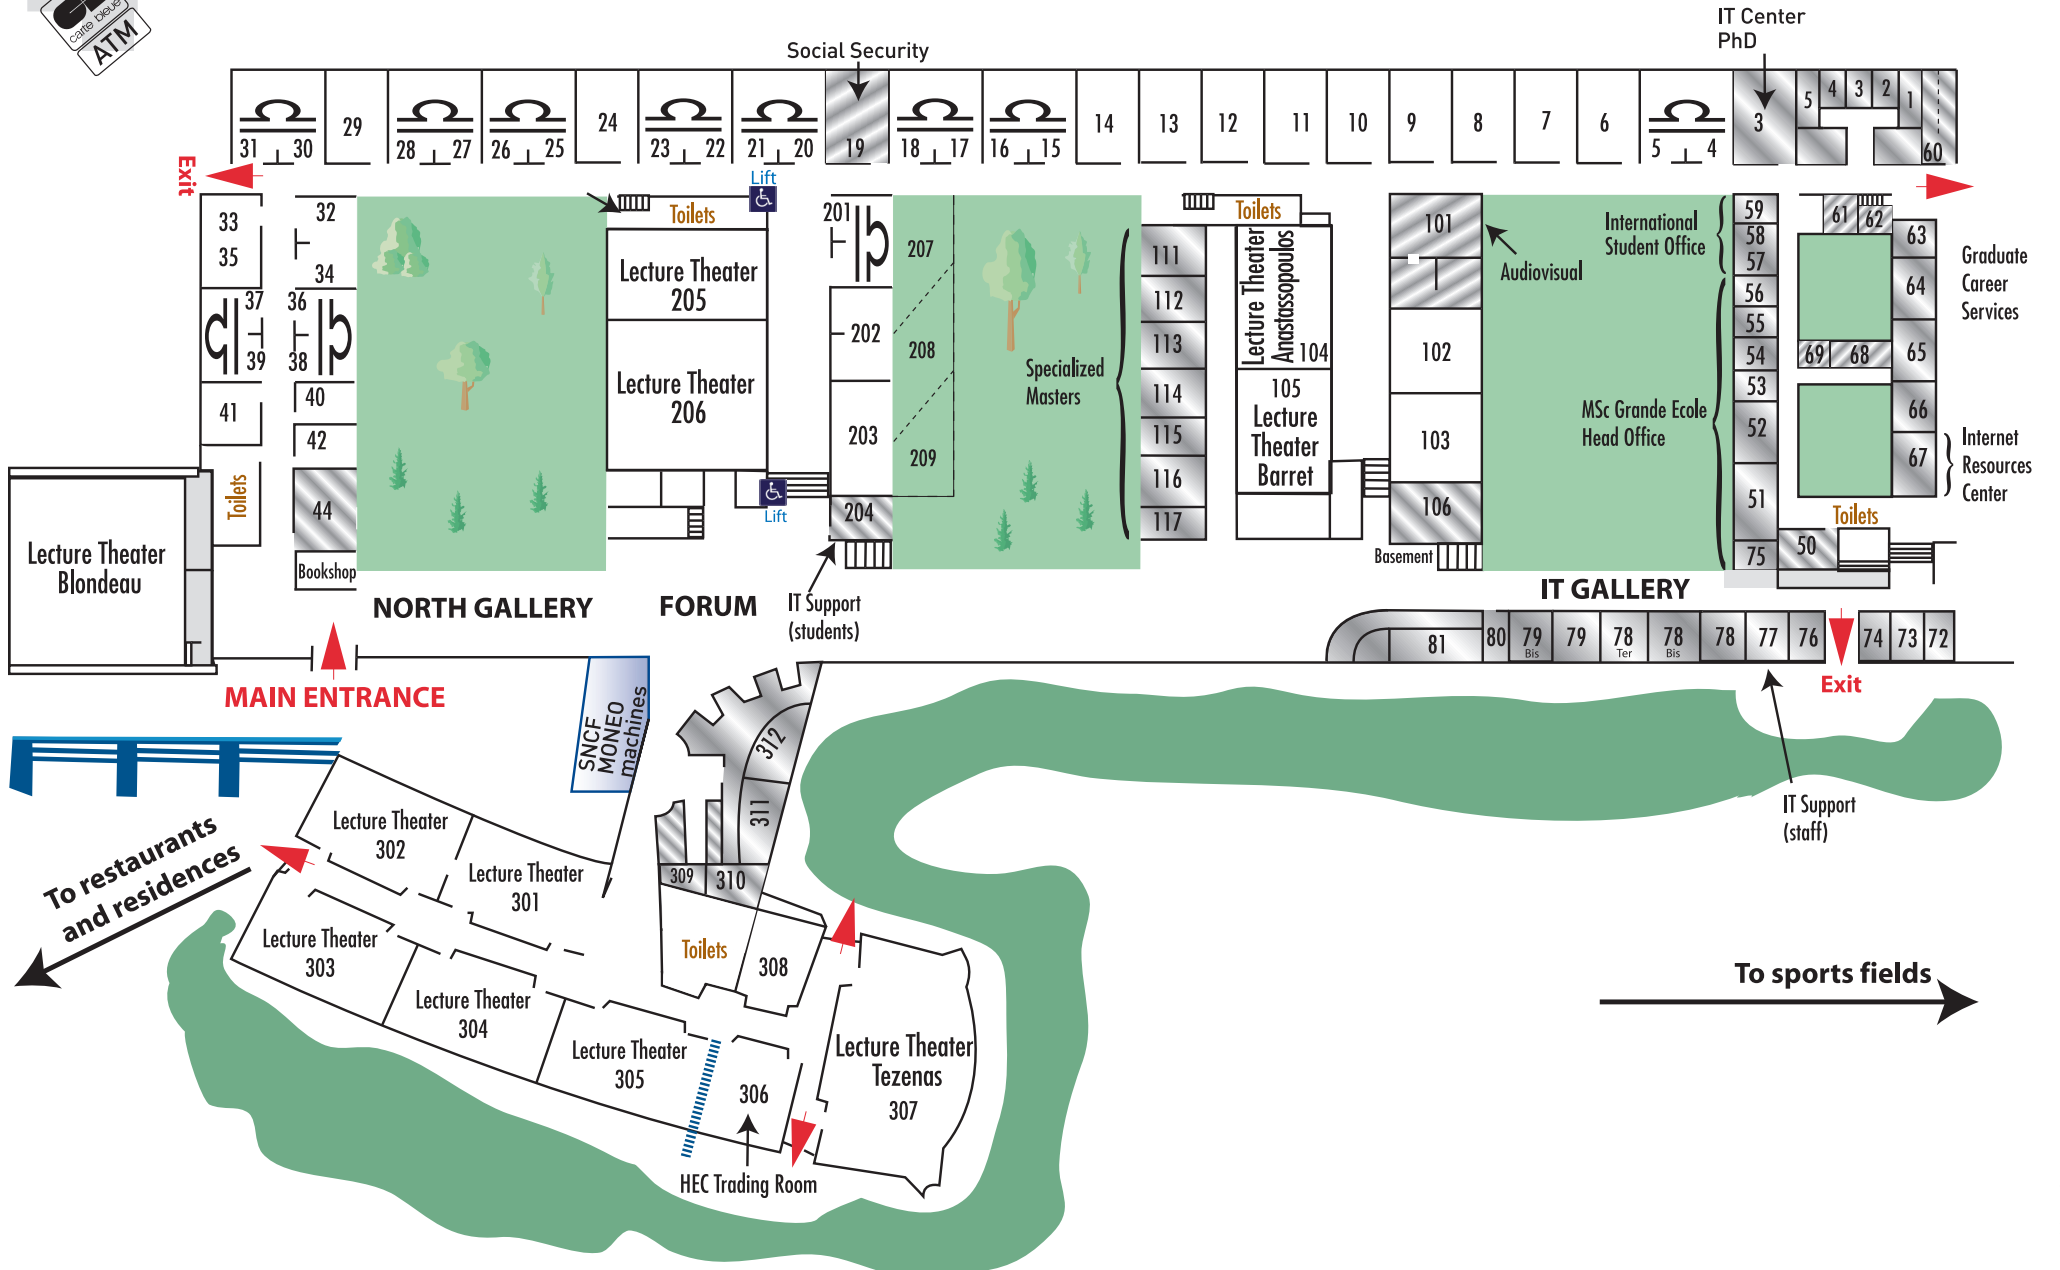 carte bleue
ATM
IT Center
PhD
Social Security
31 30
29
28 27
26 25
24
23 22
21 20
19
18 17
16 15
14
13
12
11
10
9
8
7
6
5 4
3
5
4
3
2
1
60
Exit
Lift
33
35
32
34
37
39
36
38
41
40
42
44
Toilets
Bookshop
Lecture Theater
Blondeau
Toilets
Lecture Theater
205
Lecture Theater
206
Lift
201
202
203
204
207
208
209
Specialized
Masters
111
112
113
114
115
116
117
Toilets
Lecture Theater
Anastassopoulos
104
105
Lecture
Theater
Barret
101
102
103
106
Basement
Audiovisual
International
Student Office
MSc Grande Ecole
Head Office
59
58
57
56
55
54
53
52
51
75
61
62
63
64
65
66
67
69
68
50
Toilets
Graduate
Career
Services
Internet
Resources
Center
NORTH GALLERY
FORUM
IT Support
(students)
IT GALLERY
81
80
79
Bis
79
78
Ter
78
Bis
78
77
76
74
73
72
Exit
IT Support
(staff)
MAIN ENTRANCE
SNCF
MONEO
machines
312
311
309
310
Toilets
308
Lecture Theater
302
Lecture Theater
301
Lecture Theater
303
Lecture Theater
304
Lecture Theater
305
306
HEC Trading Room
Lecture Theater
Tezenas
307
To restaurants
and residences
To sports fields